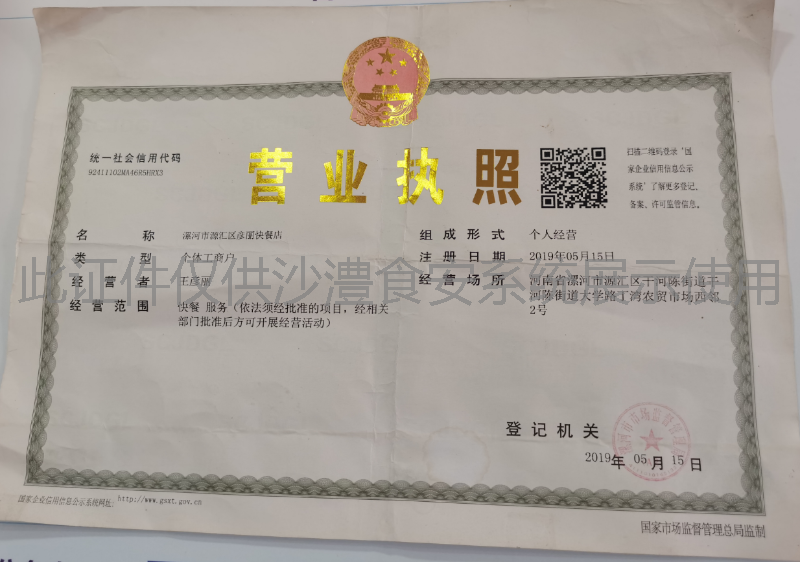 营业执照
统一社会信用代码
92411102MA46R5HRX3
扫描二维码登录‘国
家企业信用信息公示
系统’了解更多登记、
备案、许可监管信息。
名称 漯河市源汇区彦丽快餐店
类型 个体工商户
经营者 王彦丽
经营范围 快餐 服务（依法须经批准的项目，经相关
部门批准后方可开展经营活动）
组成形式 个人经营
注册日期 2019年05月15日
经营场所 河南省漯河市源汇区干河陈街道干
河陈街道大学路丁湾农贸市场西邻
2号
此证件仅供沙澧食安系统展示使用
登记机关
2019年 05月 15日
国家企业信用信息公示系统网址: http://www.gsxt.gov.cn
国家市场监督管理总局监制